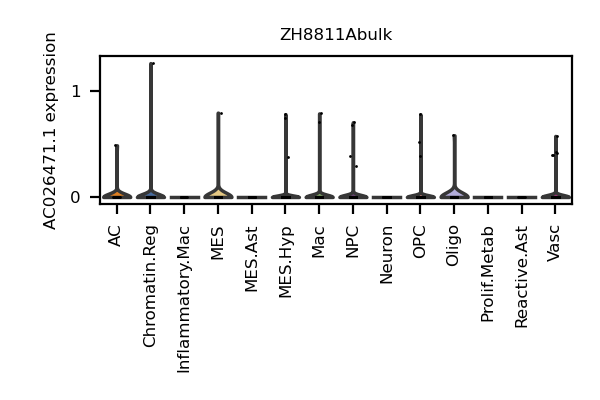 ZH8811Abulk
AC026471.1 expression
1
0
AC
Chromatin.Reg
Inflammatory.Mac
MES
MES.Ast
MES.Hyp
Mac
NPC
Neuron
OPC
Oligo
Prolif.Metab
Reactive.Ast
Vasc